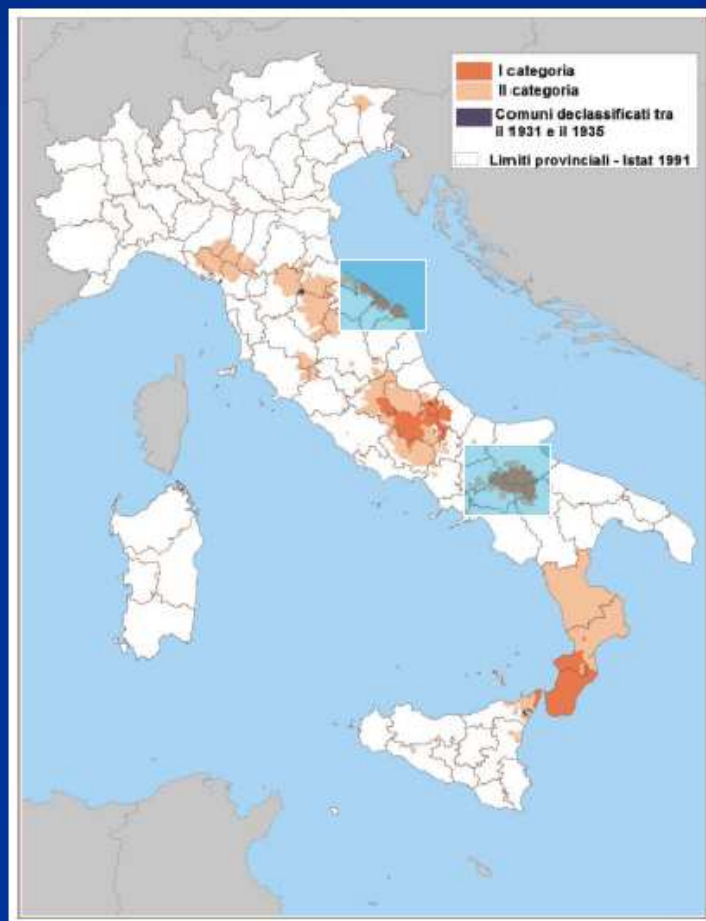 I categoria
II categoria
Comuni declassificati tra
il 1931 e il 1935
Limiti provinciali - Istat 1991